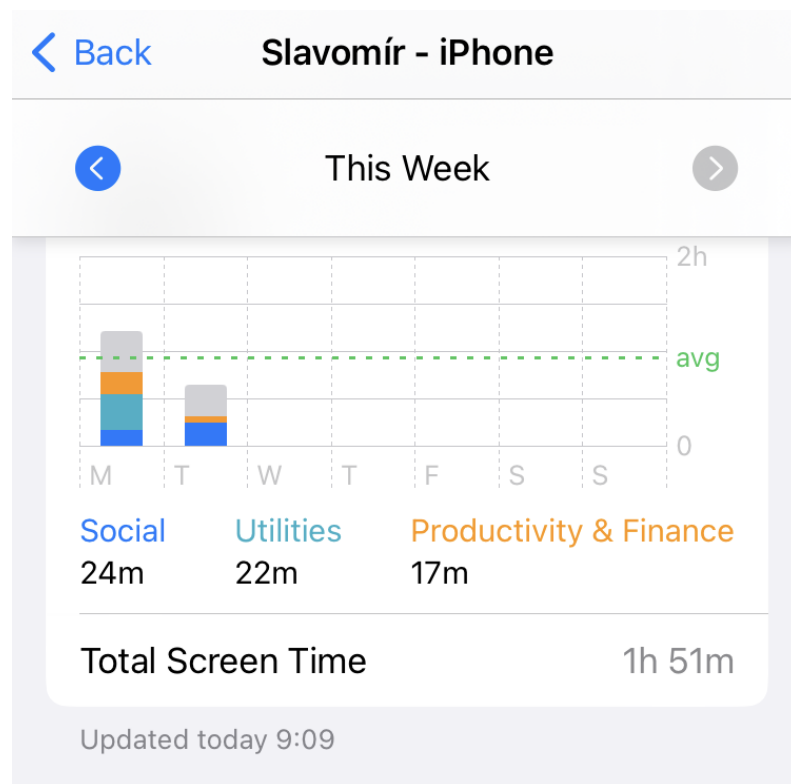 Back Slavomír - iPhone
This Week
2h
avg
0
M T W T F S S
Social Utilities Productivity & Finance
24m 22m 17m
Total Screen Time 1h 51m
Updated today 9:09